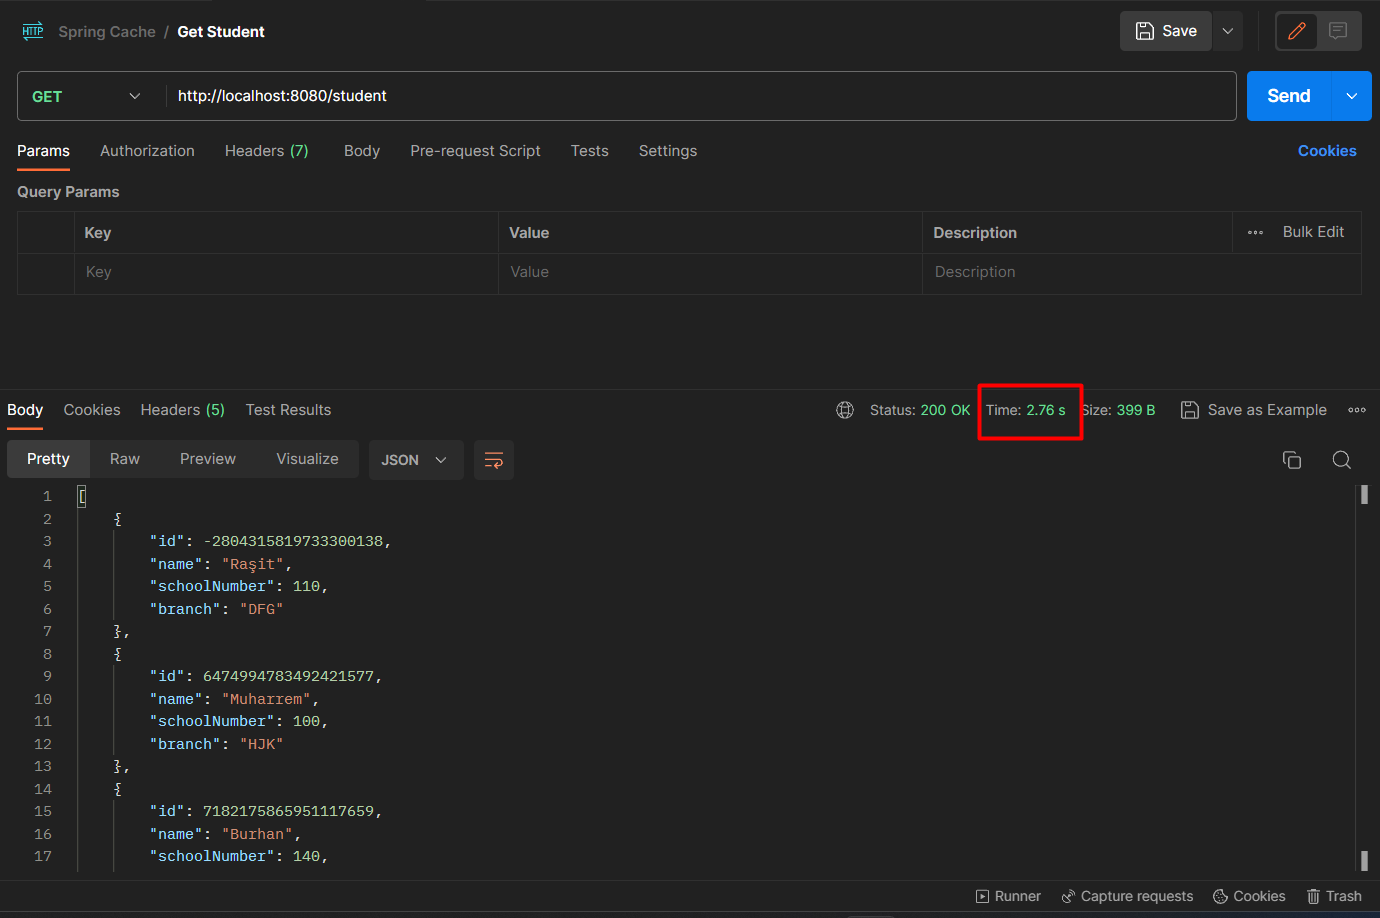 HTTP Spring Cache / Get Student Save
GET http://localhost:8080/student Send
Params Authorization Headers (7) Body Pre-request Script Tests Settings Cookies
Query Params
Key Value Description ••• Bulk Edit
Key Value Description
Body Cookies Headers (5) Test Results Status: 200 OK Time: 2.76 s Size: 399 B Save as Example
Pretty Raw Preview Visualize JSON
1 [
2 {
3 "id": -2804315819733300138,
4 "name": "Raşit",
5 "schoolNumber": 110,
6 "branch": "DFG"
7 },
8 {
9 "id": 6474994783492421577,
10 "name": "Muharrem",
11 "schoolNumber": 100,
12 "branch": "HJK"
13 },
14 {
15 "id": 7182175865951117659,
16 "name": "Burhan",
17 "schoolNumber": 140,
Runner Capture requests Cookies Trash